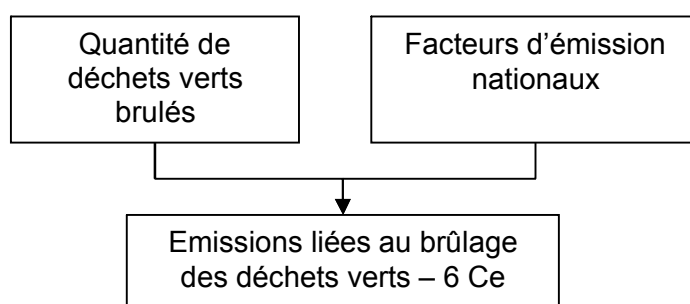 Quantité de
déchets verts
brulés
Facteurs d’émission
nationaux
Emissions liées au brûlage
des déchets verts – 6 Ce